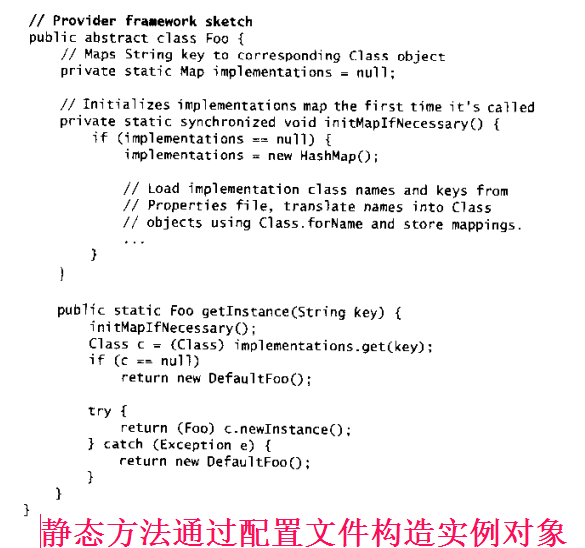 // Provider framework sketch
public abstract class Foo {
// Maps String key to corresponding Class object
private static Map implementations = null;
// Initializes implementations map the first time it's called
private static synchronized void initMapIfNecessary() {
if (implementations == null) {
implementations = new HashMap();
// Load implementation class names and keys from
// Properties file, translate names into Class
// objects using Class.forName and store mappings.
...
}
}
public static Foo getInstance(String key) {
initMapIfNecessary();
Class c = (Class) implementations.get(key);
if (c == null)
return new DefaultFoo();
try {
return (Foo) c.newInstance();
} catch (Exception e) {
return new DefaultFoo();
}
}
}
静态方法通过配置文件构造实例对象